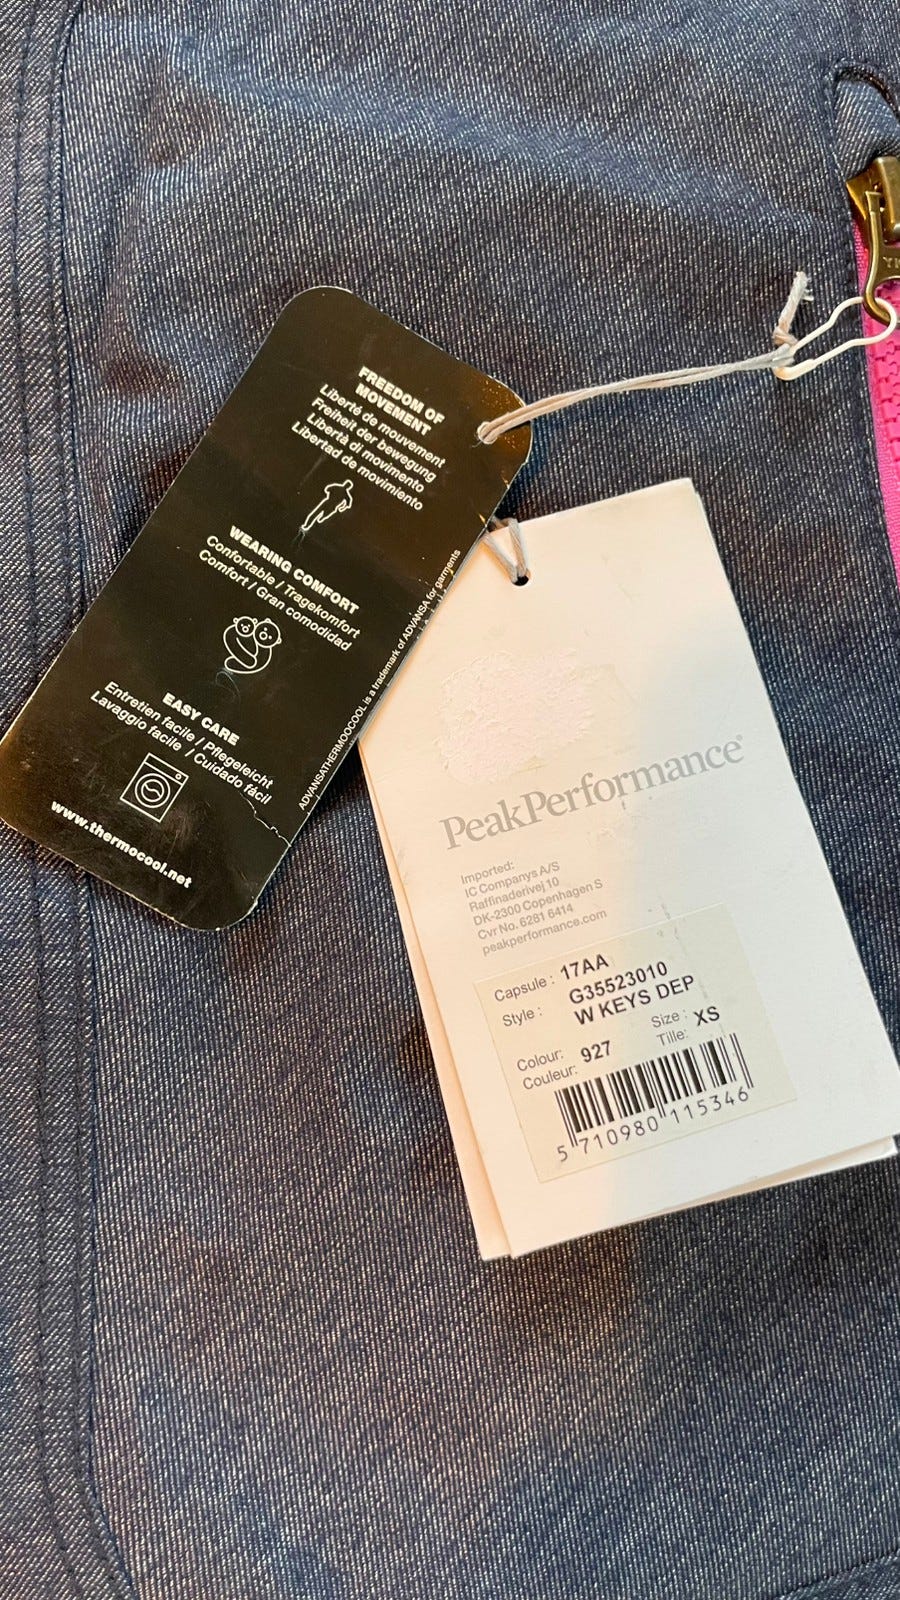 FREEDOM OF
MOVEMENT
Liberté de mouvement
Freiheit der bewegung
Libertà di movimento
Libertad de movimiento
WEARING COMFORT
Confortable / Tragekomfort
Comfort / Gran comodidad
EASY CARE
Entretien facile / Pflegeleicht
Lavaggio facile / Cuidado fácil
www.thermocool.net
ADVANSATHERMOCOOL is a trademark of ADVANSA for garments
PeakPerformance®
Imported:
IC Companys A/S
Raffinaderivej 10
DK-2300 Copenhagen S
Cvr No. 6281 6414
peakperformance.com
Capsule: 17AA
Style: G35523010
W KEYS DEP
Colour: 927 Size: XS
Couleur: Tille:
5 710980 115346